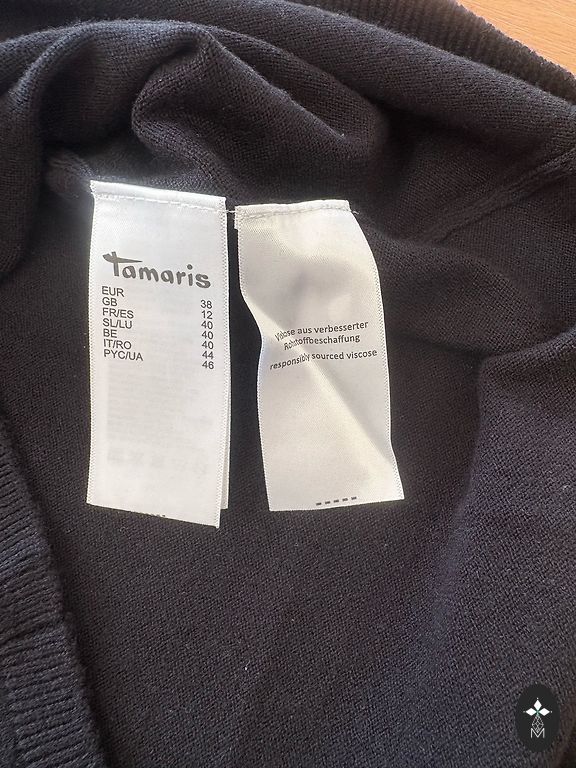 Tamaris
EUR 38
GB 12
FR/ES 40
SL/LU 40
BE 40
IT/RO 44
PYC/UA 46
Viskose aus verbesserter
Rohstoffbeschaffung
responsibly sourced viscose